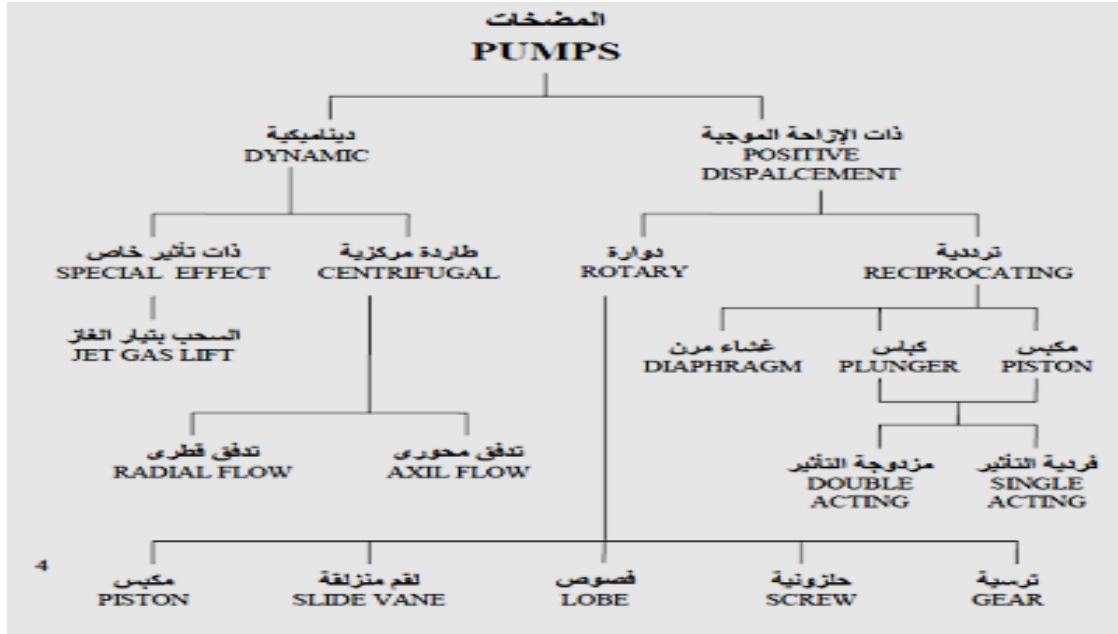 المضخات
PUMPS
ديناميكية
DYNAMIC
ذات الإزاحة الموجبة
POSITIVE
DISPALCEMENT
ذات تأثير خاص
SPECIAL EFFECT
طاردة مركزية
CENTRIFUGAL
دوارة
ROTARY
ترددية
RECIPROCATING
السحب بتيار الغاز
JET GAS LIFT
غشاء مرن
DIAPHRAGM
كباس
PLUNGER
مكبس
PISTON
تدفق قطرى
RADIAL FLOW
تدفق محورى
AXIL FLOW
مزدوجة التأثير
DOUBLE
ACTING
فردية التأثير
SINGLE
ACTING
4
مكبس
PISTON
لقم منزلقة
SLIDE VANE
فصوص
LOBE
حلزونية
SCREW
ترسية
GEAR